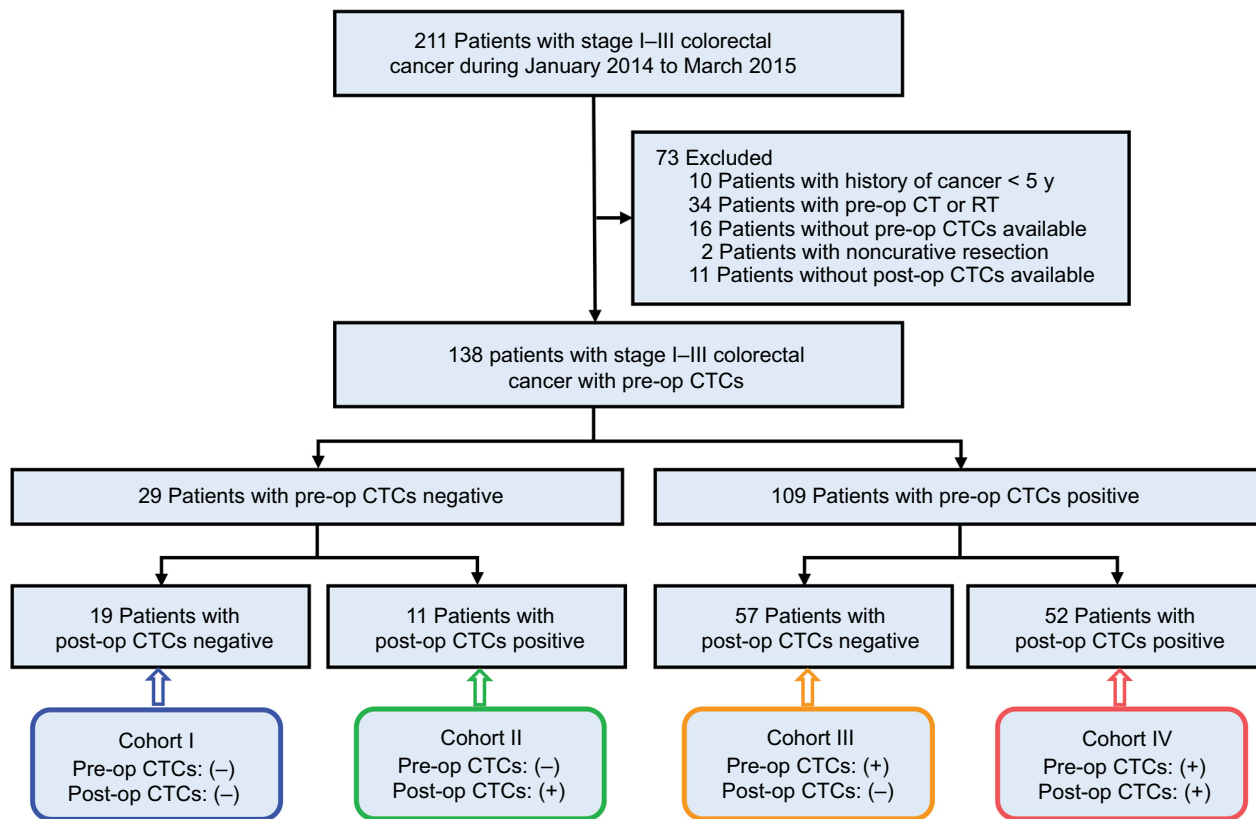 211 Patients with stage I–III colorectal
cancer during January 2014 to March 2015
73 Excluded
10 Patients with history of cancer < 5 y
34 Patients with pre-op CT or RT
16 Patients without pre-op CTCs available
2 Patients with noncurative resection
11 Patients without post-op CTCs available
138 patients with stage I–III colorectal
cancer with pre-op CTCs
29 Patients with pre-op CTCs negative
109 Patients with pre-op CTCs positive
19 Patients with
post-op CTCs negative
11 Patients with
post-op CTCs positive
57 Patients with
post-op CTCs negative
52 Patients with
post-op CTCs positive
Cohort I
Pre-op CTCs: (–)
Post-op CTCs: (–)
Cohort II
Pre-op CTCs: (–)
Post-op CTCs: (+)
Cohort III
Pre-op CTCs: (+)
Post-op CTCs: (–)
Cohort IV
Pre-op CTCs: (+)
Post-op CTCs: (+)